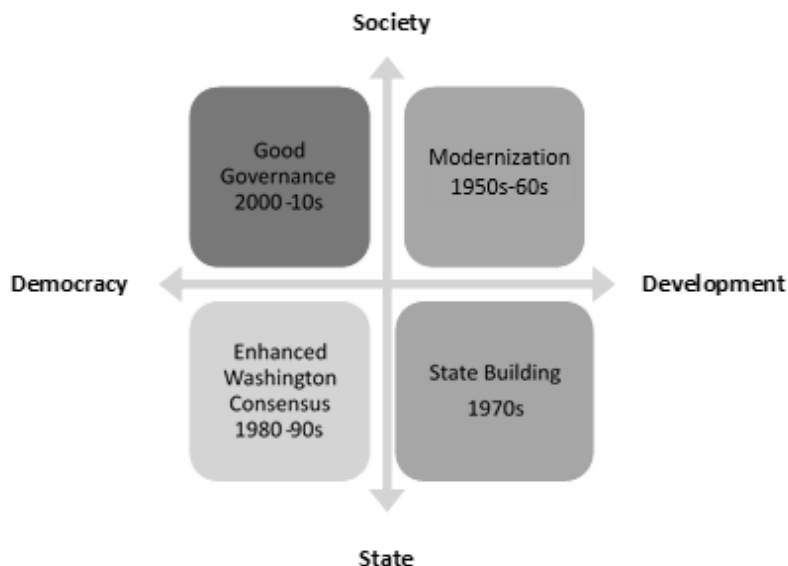 Society
Good
Governance
2000-10s
Modernization
1950s-60s
Democracy
Development
Enhanced
Washington
Consensus
1980-90s
State Building
1970s
State